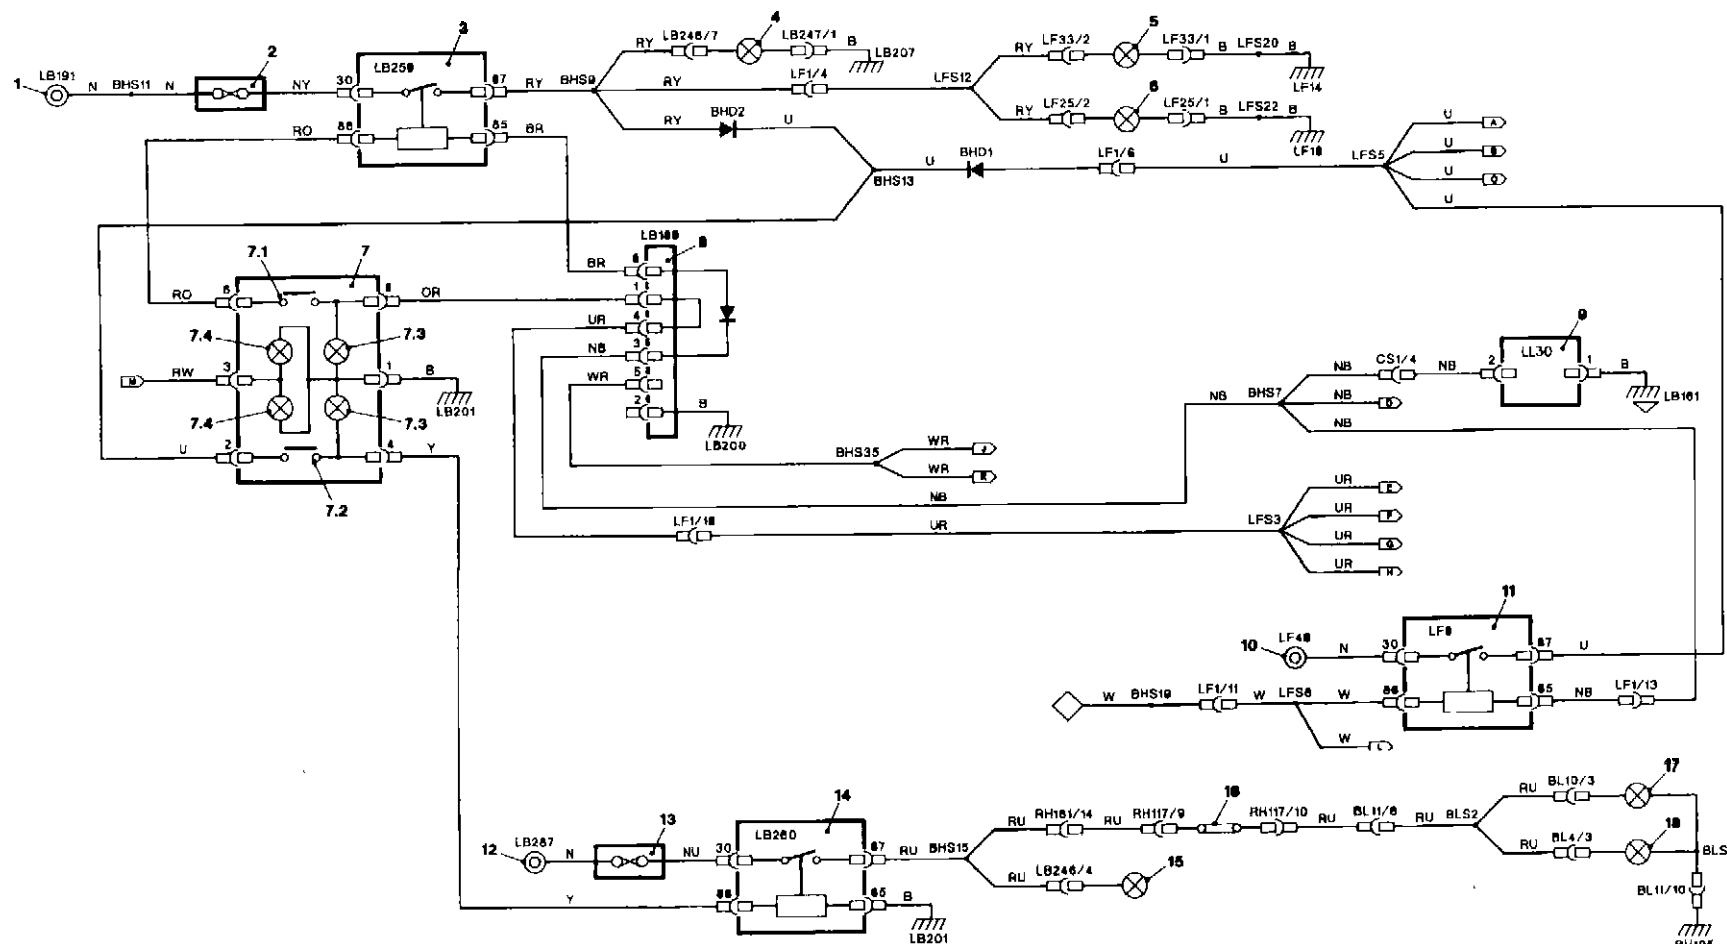 1
LB191
N
BHS11
N
2
NY
30
LB259
3
87
RY
BHS9
RY
LB246/7
4
LB247/1
B
LB207
RY
LF1/4
LFS12
RY
LF33/2
5
LF33/1
B
LFS20
B
LF14
RY
LF25/2
6
LF25/1
B
LFS22
B
LF18
RO
86
85
BR
RY
BHD2
U
BHS13
U
BHD1
LF1/6
U
LFS5
U
A
U
B
U
U
7.1
7
RO
6
OR
7.4
7.3
RW
3
1
B
LB201
7.4
7.3
U
2
4
Y
7.2
BR
6
1
UR
4
NB
3
WR
5
2
B
LB200
BHS35
WR
J
WR
K
NB
NB
BHS7
NB
CS1/4
NB
2
LL30
9
1
B
LB161
NB
D
NB
LF1/18
UR
LFS3
UR
E
UR
F
UR
G
UR
H
10
LF48
N
30
11
87
U
W
BHS19
LF1/11
W
LFS6
W
86
85
NB
LF1/13
W
L
12
LB287
N
13
NU
30
LB260
14
87
RU
BHS15
RU
RH161/14
RU
RH117/9
16
RH117/10
RU
BL11/6
RU
BLS2
RU
BL10/3
17
RU
BL4/3
18
BLS
BL11/10
RU
LB246/4
15
Y
86
85
B
LB201